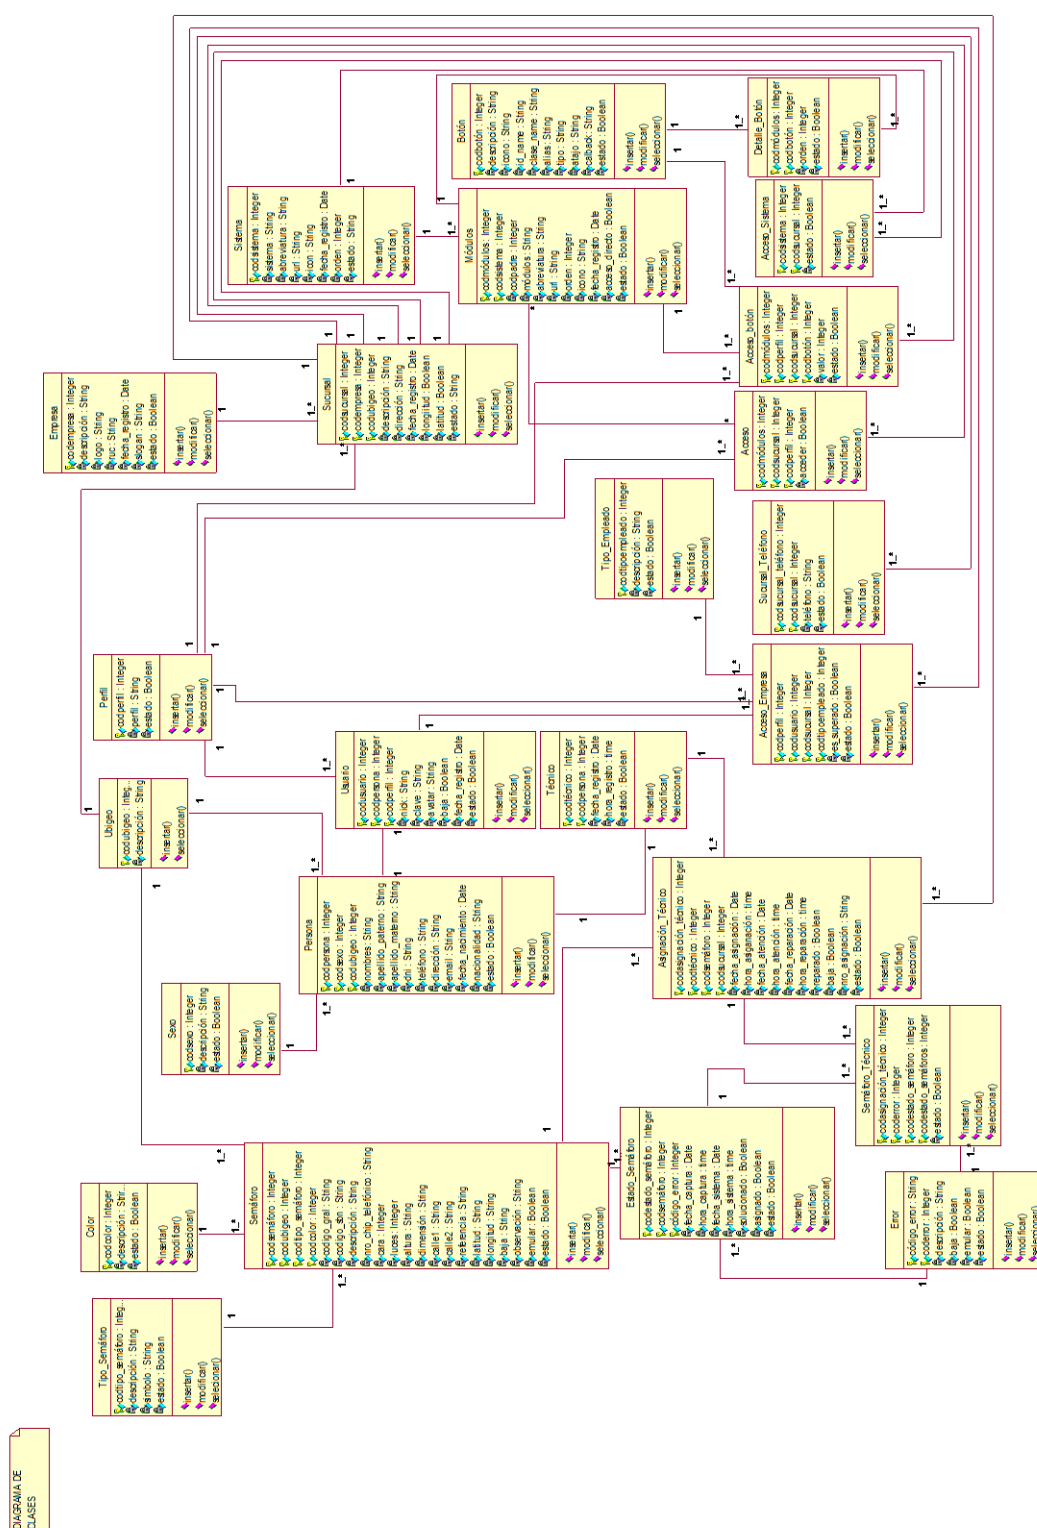 DIAGRAMA DE
CLASES
Tipo_Semáforo
codtipo_semáforo : Integ...
descripción : String
símbolo : String
estado : Boolean
insertar()
modificar()
selecionar()
Color
codcolor : Integer
descripción : Strir...
estado : Boolean
insertar()
modificar()
seleccionar()
Semáforo
codsemáforo : Integer
codubigeo : Integer
codtipo_semáforo : Integer
codcolor : Integer
codigo_gral : String
codigo_sbn : String
descripción : String
nro_chip_telefónico : String
cara : Integer
luces : Integer
altura : String
dimensión : String
calle1 : String
calle2 : String
referencia : String
latitud : String
longitud : String
baja : String
observación : String
emular : Boolean
estado : Boolean
insertar()
modificar()
seleccionar()
Sexo
codsexo : Integer
descripción : String
estado : Boolean
insertar()
modificar()
seleccionar()
Ubigeo
codubigeo : Integ...
descripción : String
insertar()
seleccionar()
Persona
codpersona : Integer
codsexo : Integer
codubigeo : Integer
nombres : String
apellido_paterno : String
apellido_materno : String
dni : String
teléfono : String
dirección : String
email : String
fecha_nacimiento : Date
nacionalidad : String
estado : Boolean
insertar()
modificar()
seleccionar()
Perfil
codperfil : Integer
perfil : String
estado : Boolean
insertar()
modificar()
seleccionar()
Usuario
codusuario : Integer
codpersona : Integer
codperfil : Integer
nick : String
clave : String
avatar : String
baja : Boolean
fecha_registro : Date
estado : Boolean
insertar()
modificar()
seleccionar()
Técnico
codtécnico : Integer
codpersona : Integer
fecha_registro : Date
hora_registro : time
estado : Boolean
insertar()
modificar()
seleccionar()
Asignación_Técnico
codasignación_técnico : Integer
codtécnico : Integer
codsemáforo : Integer
codsucursal : Integer
fecha_asignación : Date
hora_asiganación : time
fecha_atención : Date
hora_atención : time
fecha_reparación : Date
hora_reparación : time
reparado : Boolean
baja : Boolean
nro_asignación : String
estado : Boolean
insertar()
modificar()
seleccionar()
Semáforo_Técnico
codasignación_técnico : Integer
coderror : Integer
codestado_semáforo : Integer
codestado_semáforos : Integer
estado : Boolean
insertar()
modificar()
seleccionar()
Estado_Semáforo
codestado_semáforo : Integer
codsemáforo : Integer
código_error : Integer
fecha_captura : Date
hora_captura : time
fecha_sistema : Date
hora_sistema : time
solucionado : Boolean
asignado : Boolean
estado : Boolean
insertar()
modificar()
seleccionar()
Error
código_error : String
coderror : Integer
descripción : String
baja : Boolean
emular : Boolean
estado : Boolean
insertar()
modificar()
seleccionar()
Empresa
codempresa : Integer
descripción : String
logo : String
ruc : String
fecha_registro : Date
slogan : String
estado : Boolean
insertar()
modificar()
seleccionar()
Sucursal
codsucursal : Integer
codempresa : Integer
codubigeo : Integer
descripción : String
dirección : String
fecha_registro : Date
longiitud : Boolean
latitud : Boolean
estado : String
insertar()
modificar()
seleccionar()
Tipo_Empleado
codtipoempleado : Integer
descripción : String
estado : Boolean
insertar()
modificar()
seleccionar()
Acceso_Empresa
codperfil : Integer
codusuario : Integer
codsucursal : Integer
codtipoempleado : Integer
es_superado : Boolean
estado : Boolean
insertar()
modificar()
seleccionar()
Sucursal_Teléfono
codsucursal_teléfono : Integer
codsucursal : Integer
teléfono : String
estado : Boolean
insertar()
modificar()
seleccionar()
Acceso
codmódulos : Integer
codsucursal : Integer
codperfil : Integer
acceder : Boolean
insertar()
modificar()
seleccionar()
Acceso_botón
codmódulos : Integer
codperfil : Integer
codsucursal : Integer
codbotón : Integer
valor : Integer
estado : Boolean
insertar()
modificar()
seleccionar()
Sistema
codsistema : Integer
sistema : String
abreviatura : String
url : String
icon : String
fecha_registro : Date
orden : Integer
estado : String
insertar()
modificar()
seleccionar()
Módulos
codmódulos : Integer
codsistema : Integer
codpadre : Integer
módulos : String
abreviatura : String
url : String
orden : Integer
icono : String
fecha_registro : Date
acceso_directo : Boolean
estado : Boolean
insertar()
modificar()
seleccionar()
Botón
codbotón : Integer
descripción : String
icono : String
id_name : String
clase_name : String
alias : String
tipo : String
atajo : String
callback : String
estado : Boolean
insertar()
modificar()
seleccionar()
Acceso_Sistema
codsistema : Integer
codsucursal : Integer
estado : Boolean
insertar()
modificar()
seleccionar()
Detalle_Botón
codmódulos : Integer
codbotón : Integer
orden : Integer
estado : Boolean
insertar()
modificar()
seleccionar()